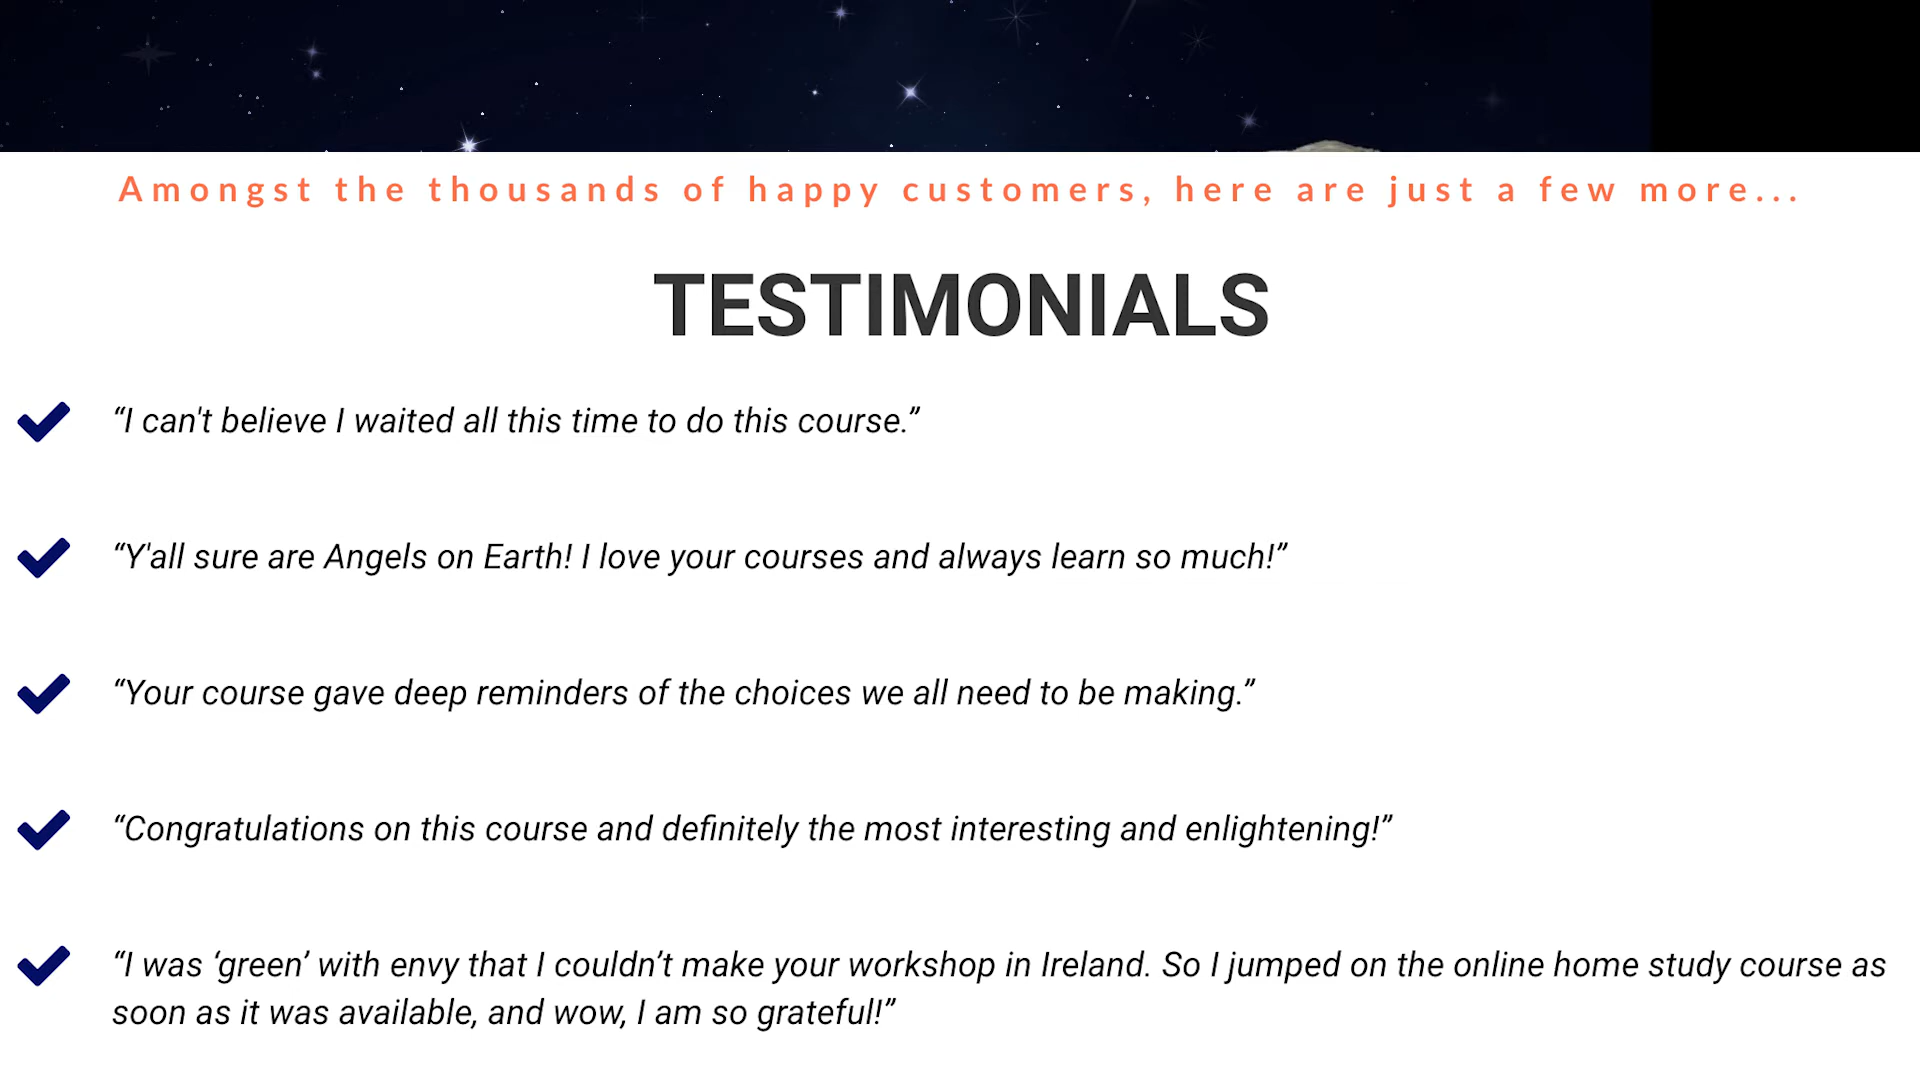 Amongst the thousands of happy customers, here are just a few more...
TESTIMONIALS
“I can't believe I waited all this time to do this course.”
“Y'all sure are Angels on Earth! I love your courses and always learn so much!”
“Your course gave deep reminders of the choices we all need to be making.”
“Congratulations on this course and definitely the most interesting and enlightening!”
“I was ‘green’ with envy that I couldn’t make your workshop in Ireland. So I jumped on the online home study course as
soon as it was available, and wow, I am so grateful!”